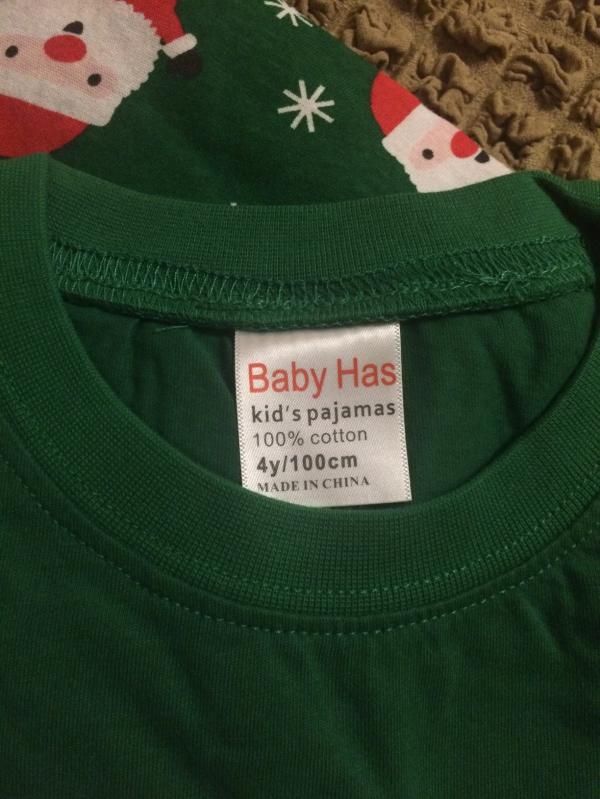 Baby Has
kid's pajamas
100% cotton
4y/100cm
MADE IN CHINA